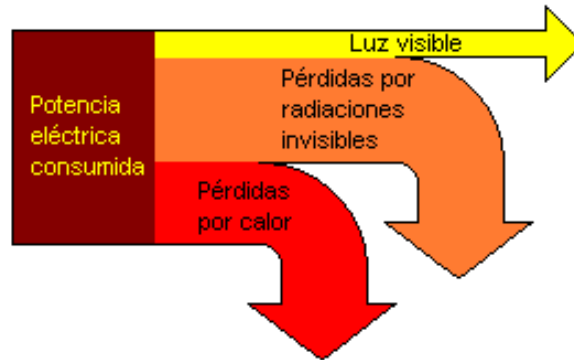 Luz visible
Potencia
eléctrica
consumida
Pérdidas por
radiaciones
invisibles
Pérdidas
por calor